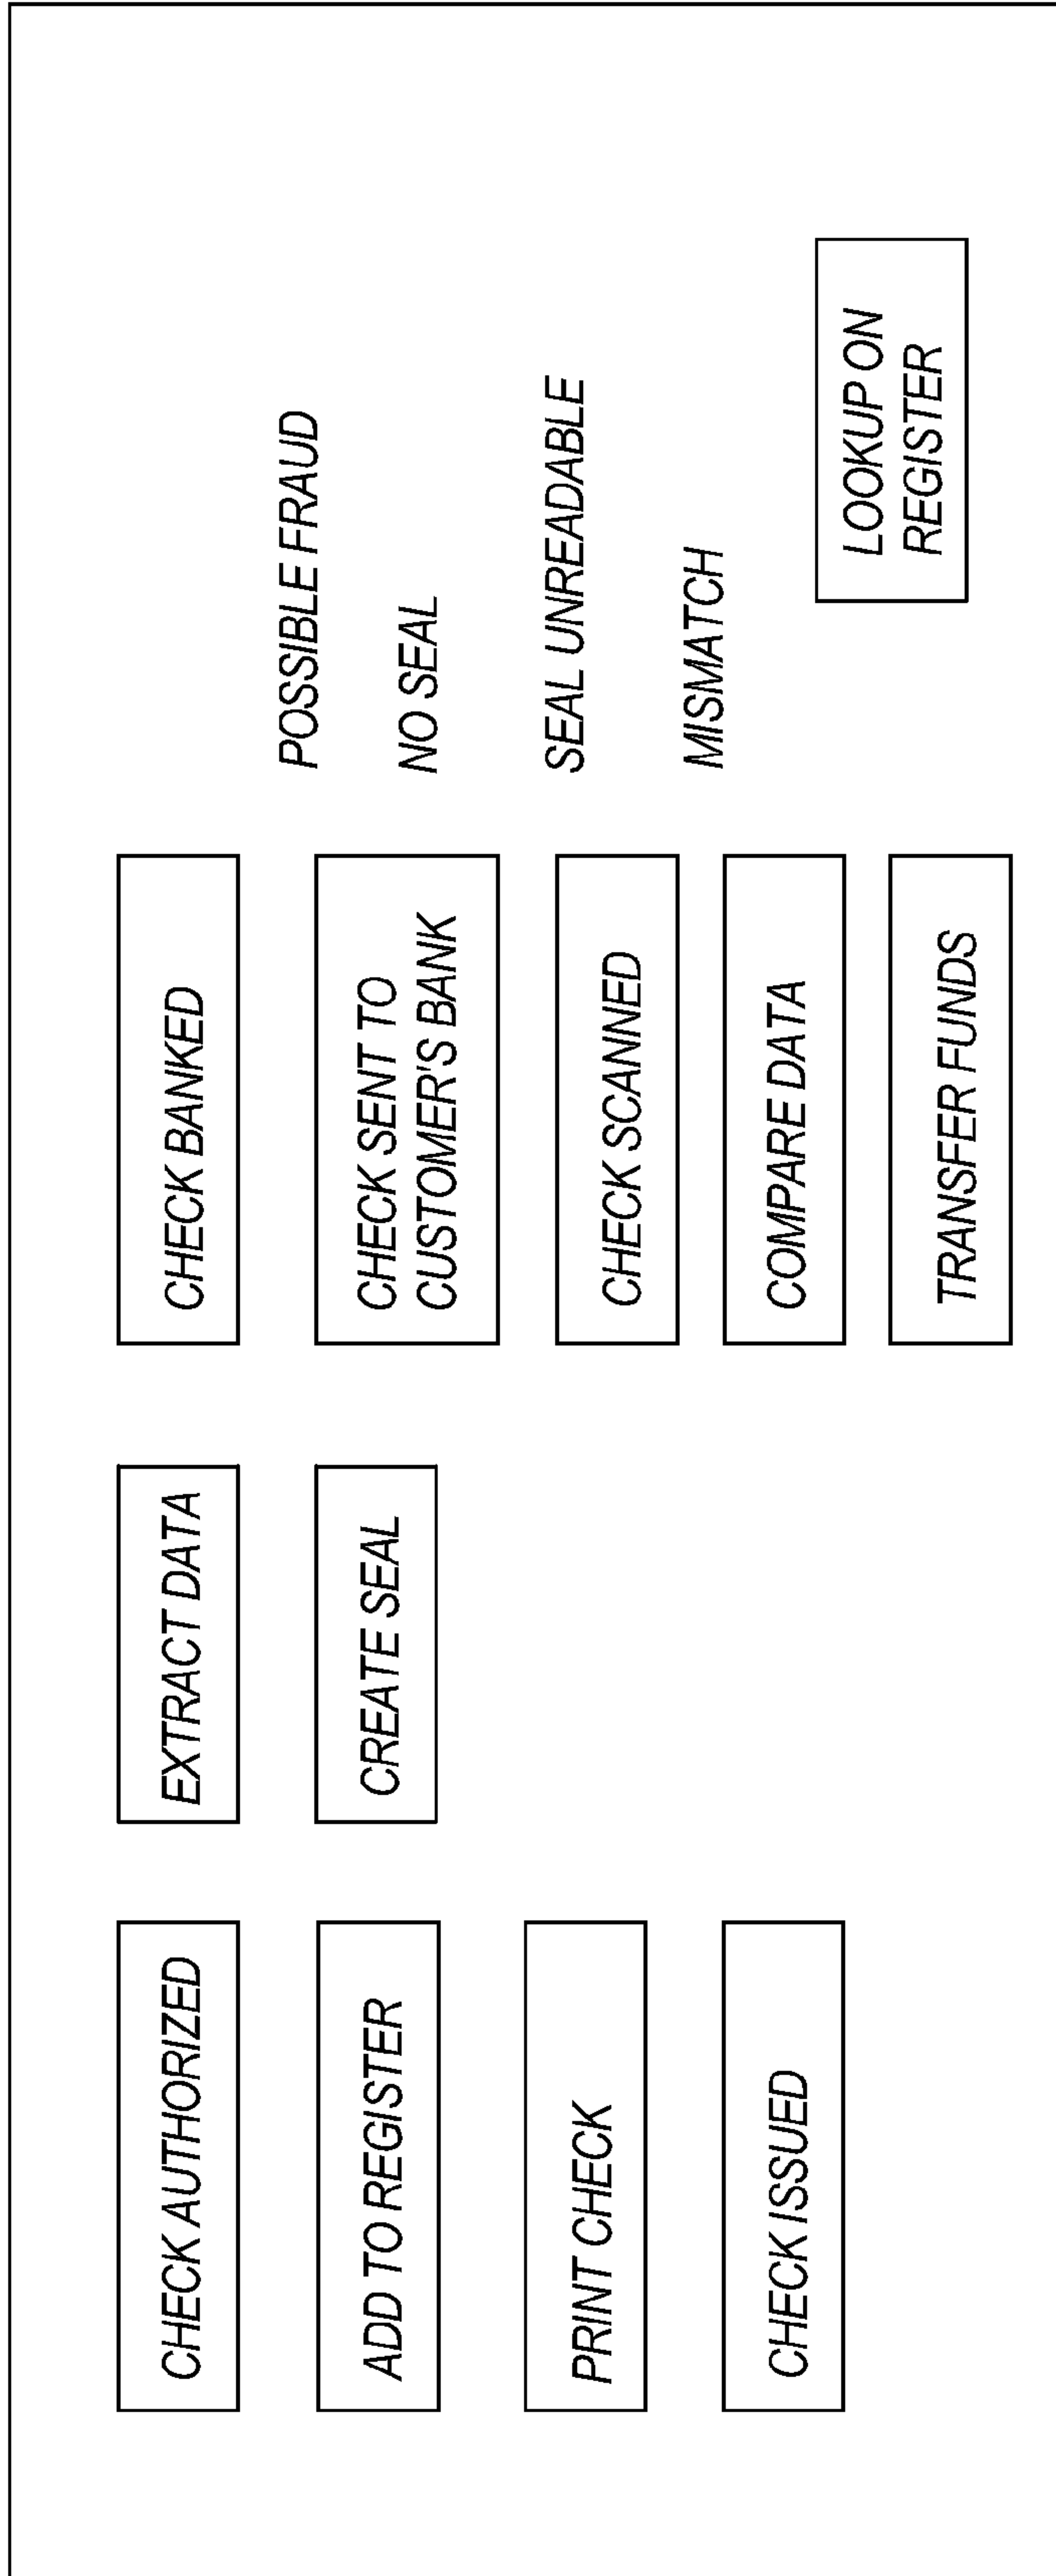 CHECK AUTHORIZED
ADD TO REGISTER
PRINT CHECK
CHECK ISSUED
EXTRACT DATA
CREATE SEAL
CHECK BANKED
CHECK SENT TO
CUSTOMER'S BANK
CHECK SCANNED
COMPARE DATA
TRANSFER FUNDS
POSSIBLE FRAUD
NO SEAL
SEAL UNREADABLE
MISMATCH
LOOKUP ON
REGISTER